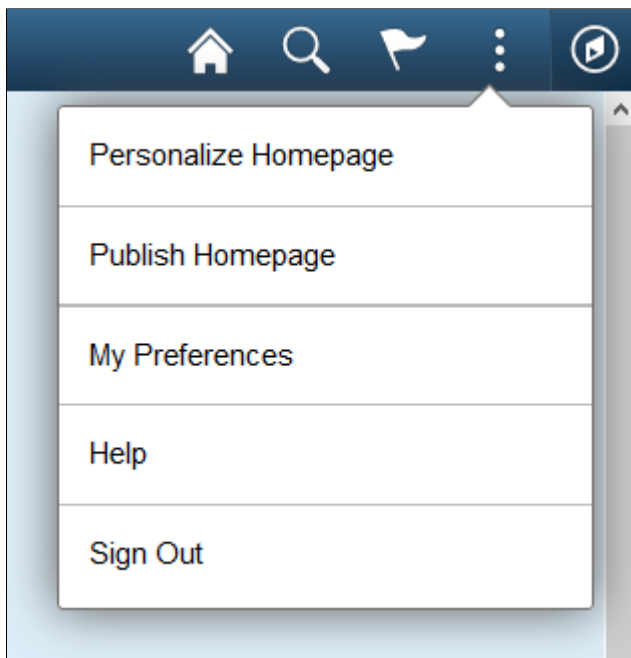 Personalize Homepage
Publish Homepage
My Preferences
Help
Sign Out